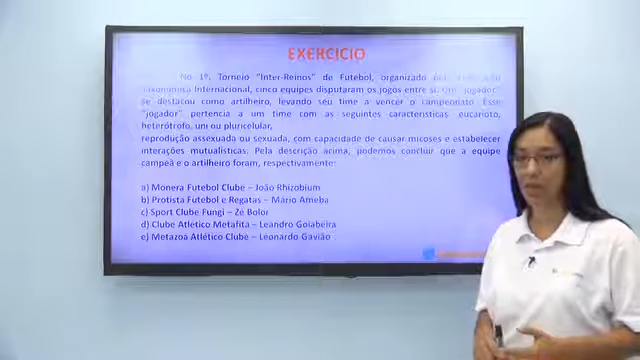 EXERCICIO
No 1º. Torneio "Inter-Reinos" de Futebol, organizado
Internacional, cinco equipes disputaram os jogos entre si. Um "jogador"
se destacou como artilheiro, levando seu time a vencer o campeonato. Esse
"jogador" pertencia a um time com as seguintes características eucarioto,
heterótrofo, uni ou pluricelular,
reprodução assexuada ou sexuada, com capacidade de causar micoses e estabelecer
interações mutualísticas. Pela descrição acima, podemos concluir que a equipe
campeã e o artilheiro foram, respectivamente:
a) Monera Futebol Clube – João Rhizobium
b) Protista Futebol e Regatas – Mário Ameba
c) Sport Clube Fungi – Zé Bolor
d) Clube Atlético Metafita – Leandro Goiabeira
e) Metazoa Atlético Clube – Leonardo Gavião